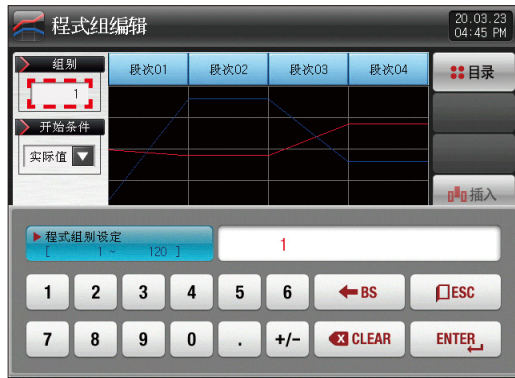 程式组编辑
20.03.23
04:45 PM
组别
1
开始条件
实际值
段次01 段次02 段次03 段次04
目录
插入
程式组别设定
[ 1 ~ 120 ]
1
1 2 3 4 5 6 BS ESC
7 8 9 0 . +/- CLEAR ENTER